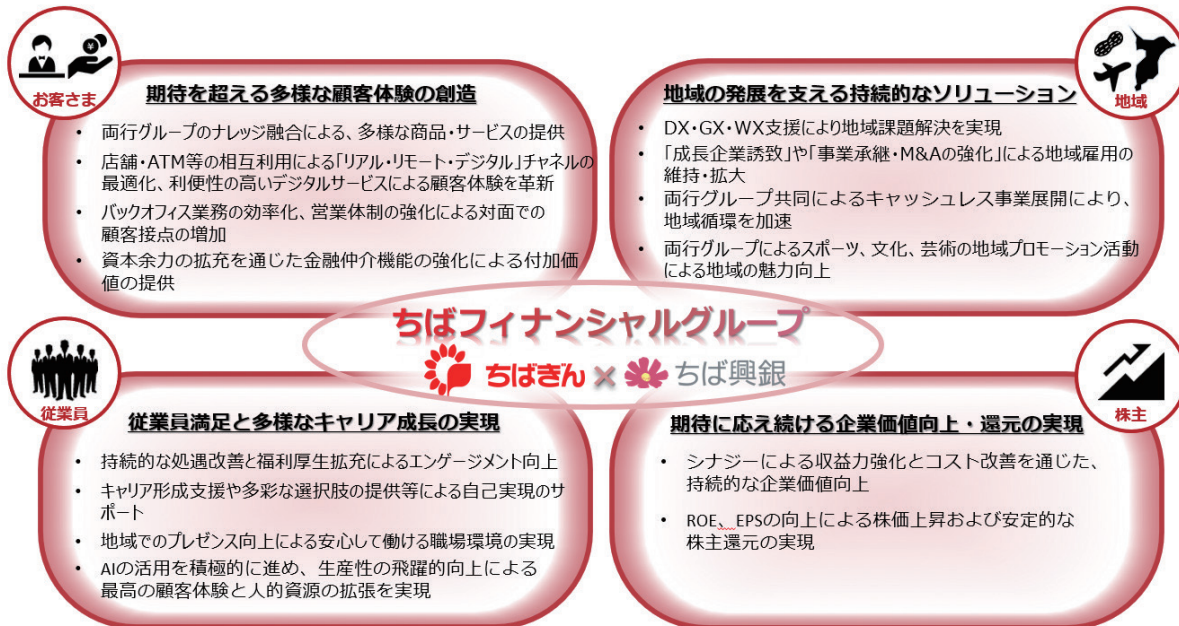 お客さま
期待を超える多様な顧客体験の創造
• 両行グループのナレッジ融合による、多様な商品・サービスの提供
• 店舗・ATM等の相互利用による「リアル・リモート・デジタル」チャネルの
最適化、利便性の高いデジタルサービスによる顧客体験を革新
• バックオフィス業務の効率化、営業体制の強化による対面での
顧客接点の増加
• 資本余力の拡充を通じた金融仲介機能の強化による付加価
値の提供
地域
地域の発展を支える持続的なソリューション
• DX・GX・WX支援により地域課題解決を実現
• 「成長企業誘致」や「事業承継・M&Aの強化」による地域雇用の
維持・拡大
• 両行グループ共同によるキャッシュレス事業展開により、
地域循環を加速
• 両行グループによるスポーツ、文化、芸術の地域プロモーション活動
による地域の魅力向上
ちばフィナンシャルグループ
ちばぎん × ちば興銀
従業員
従業員満足と多様なキャリア成長の実現
• 持続的な処遇改善と福利厚生拡充によるエンゲージメント向上
• キャリア形成支援や多彩な選択肢の提供等による自己実現のサ
ポート
• 地域でのプレゼンス向上による安心して働ける職場環境の実現
• AIの活用を積極的に進め、生産性の飛躍的向上による
最高の顧客体験と人的資源の拡張を実現
株主
期待に応え続ける企業価値向上・還元の実現
• シナジーによる収益力強化とコスト改善を通じた、
持続的な企業価値向上
• ROE、EPSの向上による株価上昇および安定的な
株主還元の実現